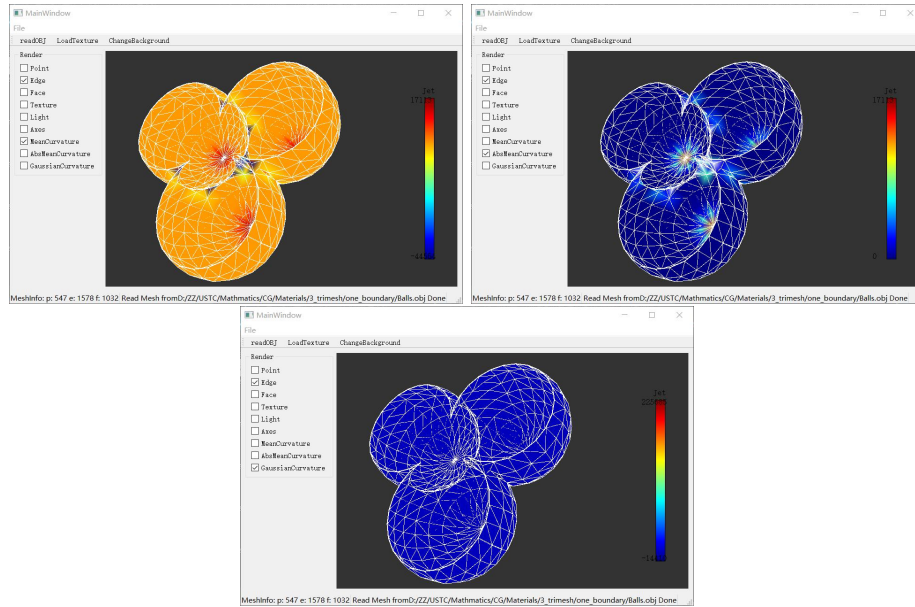 MainWindow
File
readOBJ LoadTexture ChangeBackground
Render
Point
Edge
Face
Texture
Light
Axes
MeanCurvature
AbsMeanCurvature
GaussianCurvature
Jet
MeshInfo: p: 547 e: 1578 f: 1032 Read Mesh fromD:/ZZ/USTC/Mathmatics/CG/Materials/3_trimesh/one_boundary/Balls.obj Done
MainWindow
File
readOBJ LoadTexture ChangeBackground
Render
Point
Edge
Face
Texture
Light
Axes
MeanCurvature
AbsMeanCurvature
GaussianCurvature
Jet
0
MeshInfo: p: 547 e: 1578 f: 1032 Read Mesh fromD:/ZZ/USTC/Mathmatics/CG/Materials/3_trimesh/one_boundary/Balls.obj Done
MainWindow
File
readOBJ LoadTexture ChangeBackground
Render
Point
Edge
Face
Texture
Light
Axes
MeanCurvature
AbsMeanCurvature
GaussianCurvature
Jet
MeshInfo: p: 547 e: 1578 f: 1032 Read Mesh fromD:/ZZ/USTC/Mathmatics/CG/Materials/3_trimesh/one_boundary/Balls.obj Done